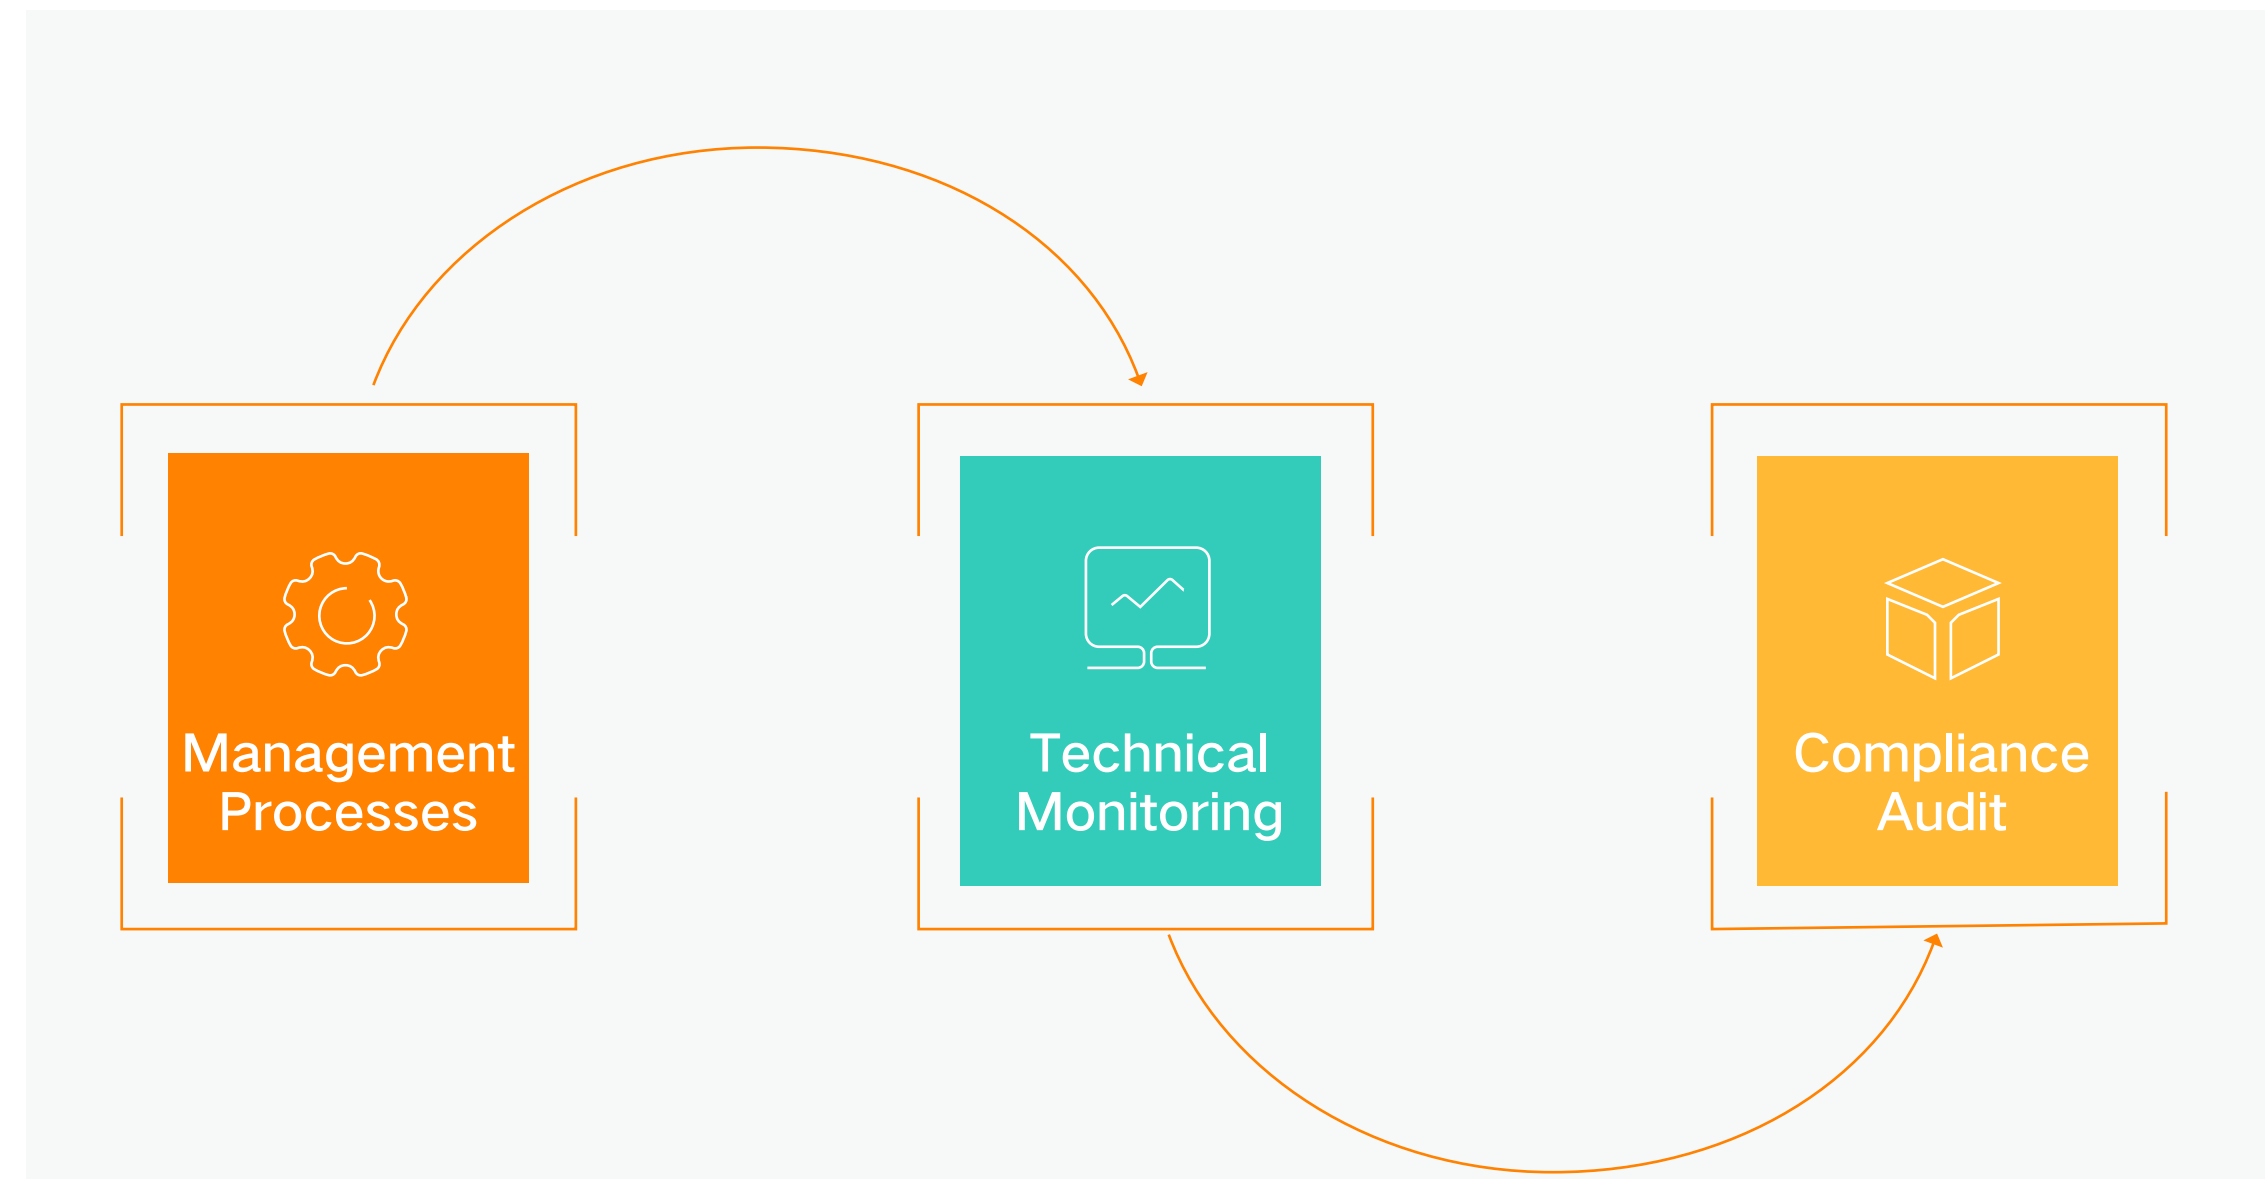 Management
Processes
Technical
Monitoring
Compliance
Audit